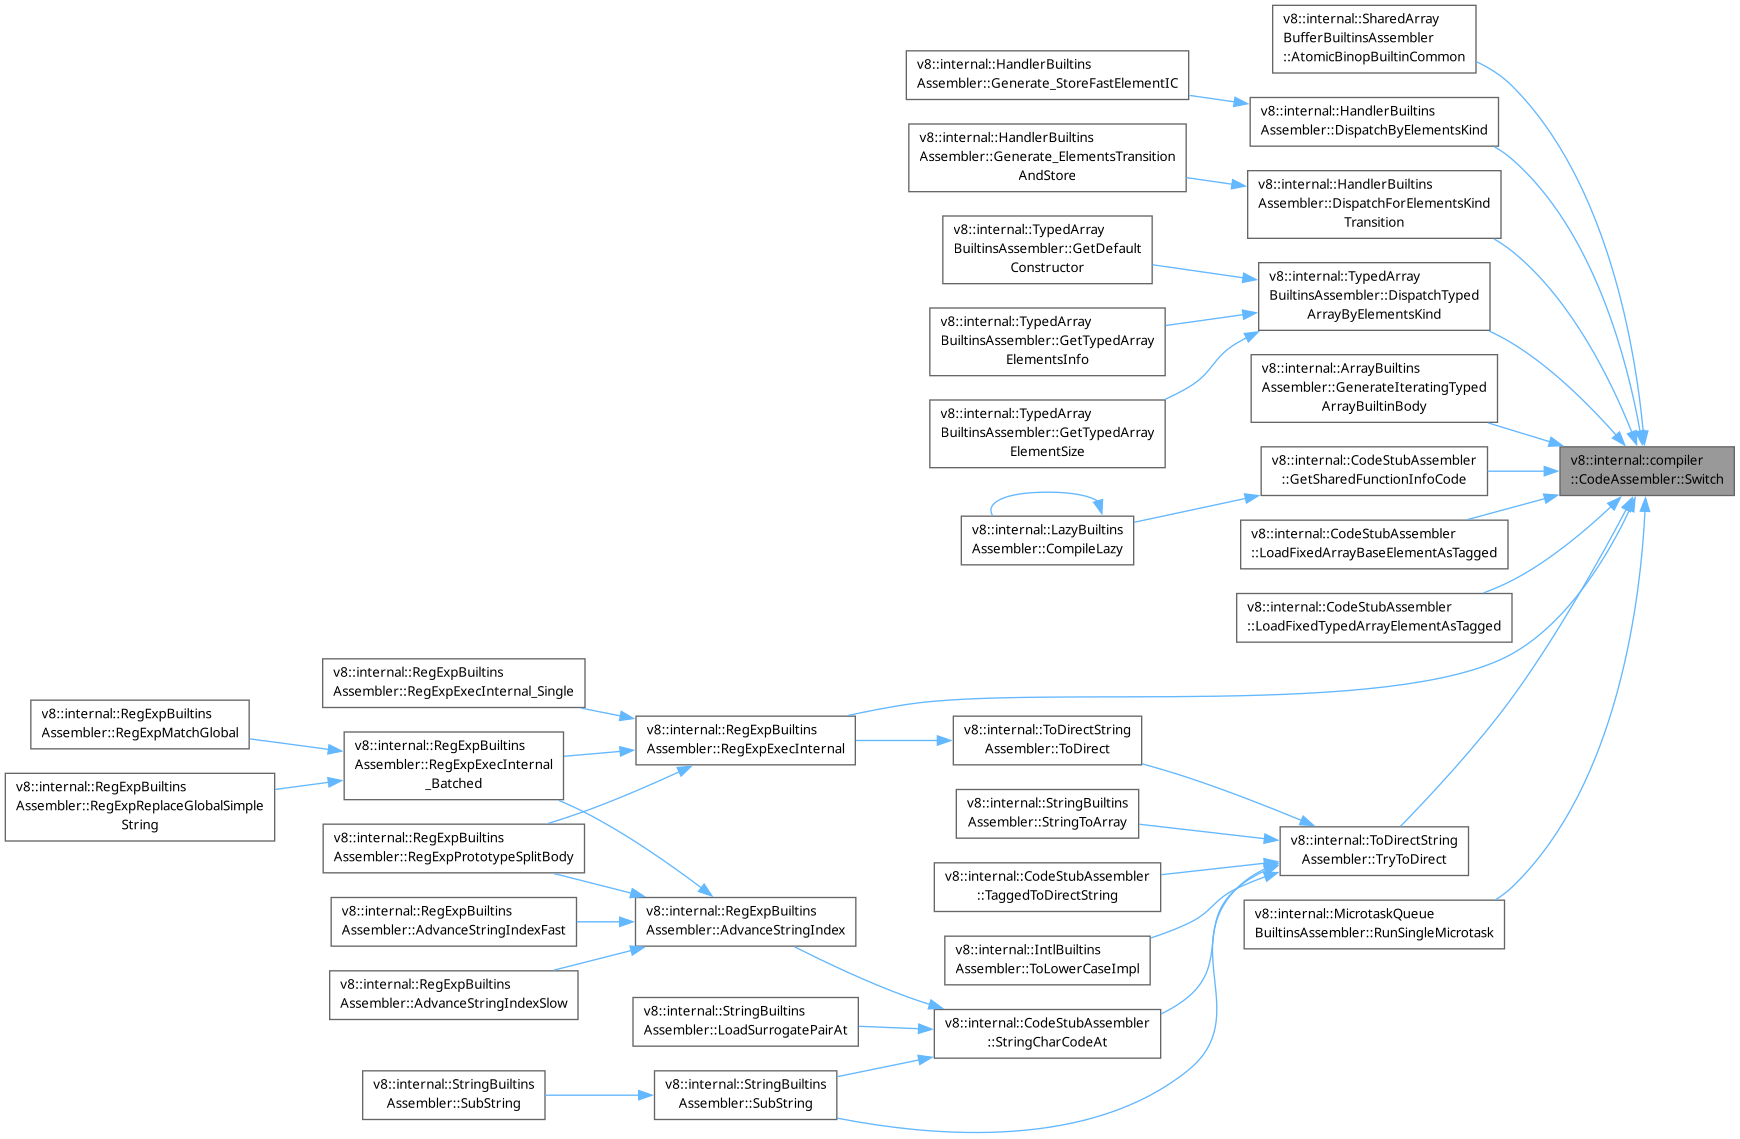 v8::internal::SharedArray
BufferBuiltinsAssembler
::AtomicBinopBuiltinCommon
v8::internal::HandlerBuiltins
Assembler::Generate_StoreFastElementIC
v8::internal::HandlerBuiltins
Assembler::DispatchByElementsKind
v8::internal::HandlerBuiltins
Assembler::Generate_ElementsTransition
AndStore
v8::internal::HandlerBuiltins
Assembler::DispatchForElementsKind
Transition
v8::internal::TypedArray
BuiltinsAssembler::GetDefault
Constructor
v8::internal::TypedArray
BuiltinsAssembler::DispatchTyped
ArrayByElementsKind
v8::internal::TypedArray
BuiltinsAssembler::GetTypedArray
ElementsInfo
v8::internal::ArrayBuiltins
Assembler::GenerateIteratingTyped
ArrayBuiltinBody
v8::internal::TypedArray
BuiltinsAssembler::GetTypedArray
ElementSize
v8::internal::compiler
::CodeAssembler::Switch
v8::internal::CodeStubAssembler
::GetSharedFunctionInfoCode
v8::internal::LazyBuiltins
Assembler::CompileLazy
v8::internal::CodeStubAssembler
::LoadFixedArrayBaseElementAsTagged
v8::internal::CodeStubAssembler
::LoadFixedTypedArrayElementAsTagged
v8::internal::RegExpBuiltins
Assembler::RegExpExecInternal_Single
v8::internal::RegExpBuiltins
Assembler::RegExpMatchGlobal
v8::internal::RegExpBuiltins
Assembler::RegExpExecInternal
_Batched
v8::internal::RegExpBuiltins
Assembler::RegExpExecInternal
v8::internal::ToDirectString
Assembler::ToDirect
v8::internal::RegExpBuiltins
Assembler::RegExpReplaceGlobalSimple
String
v8::internal::StringBuiltins
Assembler::StringToArray
v8::internal::RegExpBuiltins
Assembler::RegExpPrototypeSplitBody
v8::internal::ToDirectString
Assembler::TryToDirect
v8::internal::CodeStubAssembler
::TaggedToDirectString
v8::internal::RegExpBuiltins
Assembler::AdvanceStringIndexFast
v8::internal::RegExpBuiltins
Assembler::AdvanceStringIndex
v8::internal::MicrotaskQueue
BuiltinsAssembler::RunSingleMicrotask
v8::internal::IntlBuiltins
Assembler::ToLowerCaseImpl
v8::internal::RegExpBuiltins
Assembler::AdvanceStringIndexSlow
v8::internal::StringBuiltins
Assembler::LoadSurrogatePairAt
v8::internal::CodeStubAssembler
::StringCharCodeAt
v8::internal::StringBuiltins
Assembler::SubString
v8::internal::StringBuiltins
Assembler::SubString